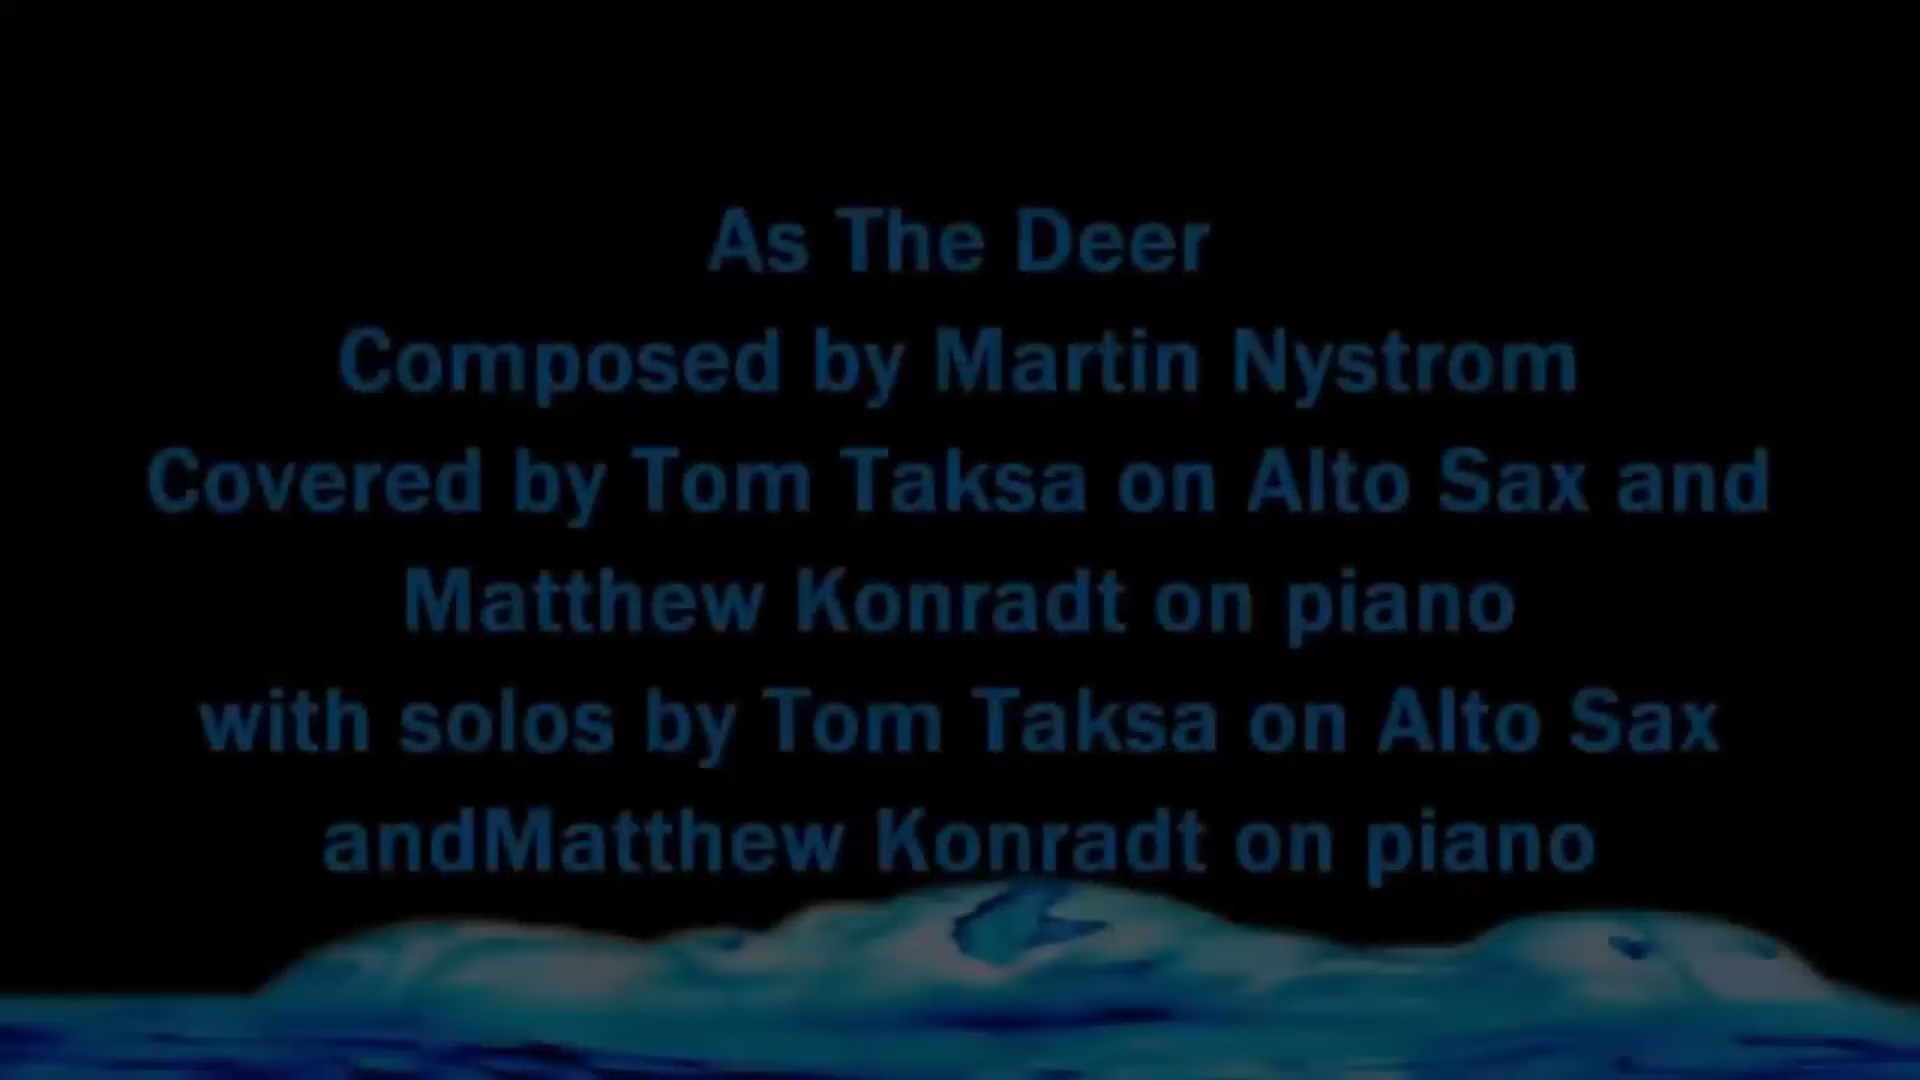 As The Deer
Composed by Martin Nystrom
Covered by Tom Taksa on Alto Sax and
Matthew Konradt on piano
with solos by Tom Taksa on Alto Sax
andMatthew Konradt on piano